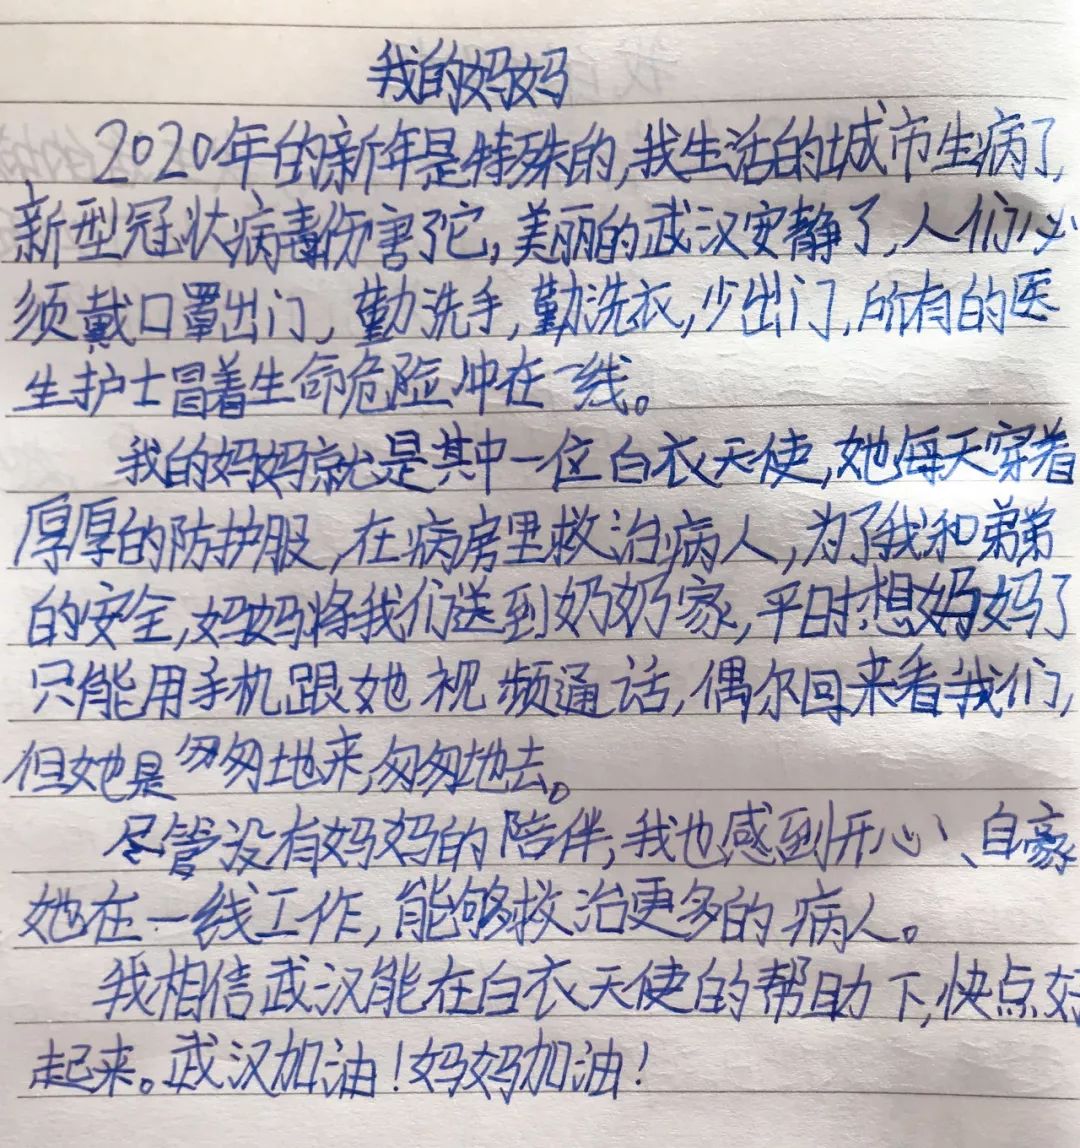 我的妈妈
2020年的新年是特殊的,我生活的城市生病了,
新型冠状病毒伤害了它,美丽的武汉安静了,人们必
须戴口罩出门,勤洗手,勤洗衣,少出门,所有的医
生护士冒着生命危险冲在一线。
我的妈妈就是其中一位白衣天使,她每天穿着
厚厚的防护服,在病房里救治病人,为了我和弟弟
的安全,妈妈将我们送到奶奶家,平时想妈妈了
只能用手机跟她视频通话,偶尔回来看我们,
但她是匆匆地来,匆匆地去。
尽管没有妈妈的陪伴,我也感到开心、自豪
她在一线工作,能够救治更多的病人。
我相信武汉能在白衣天使的帮助下,快点好
起来。武汉加油!妈妈加油!